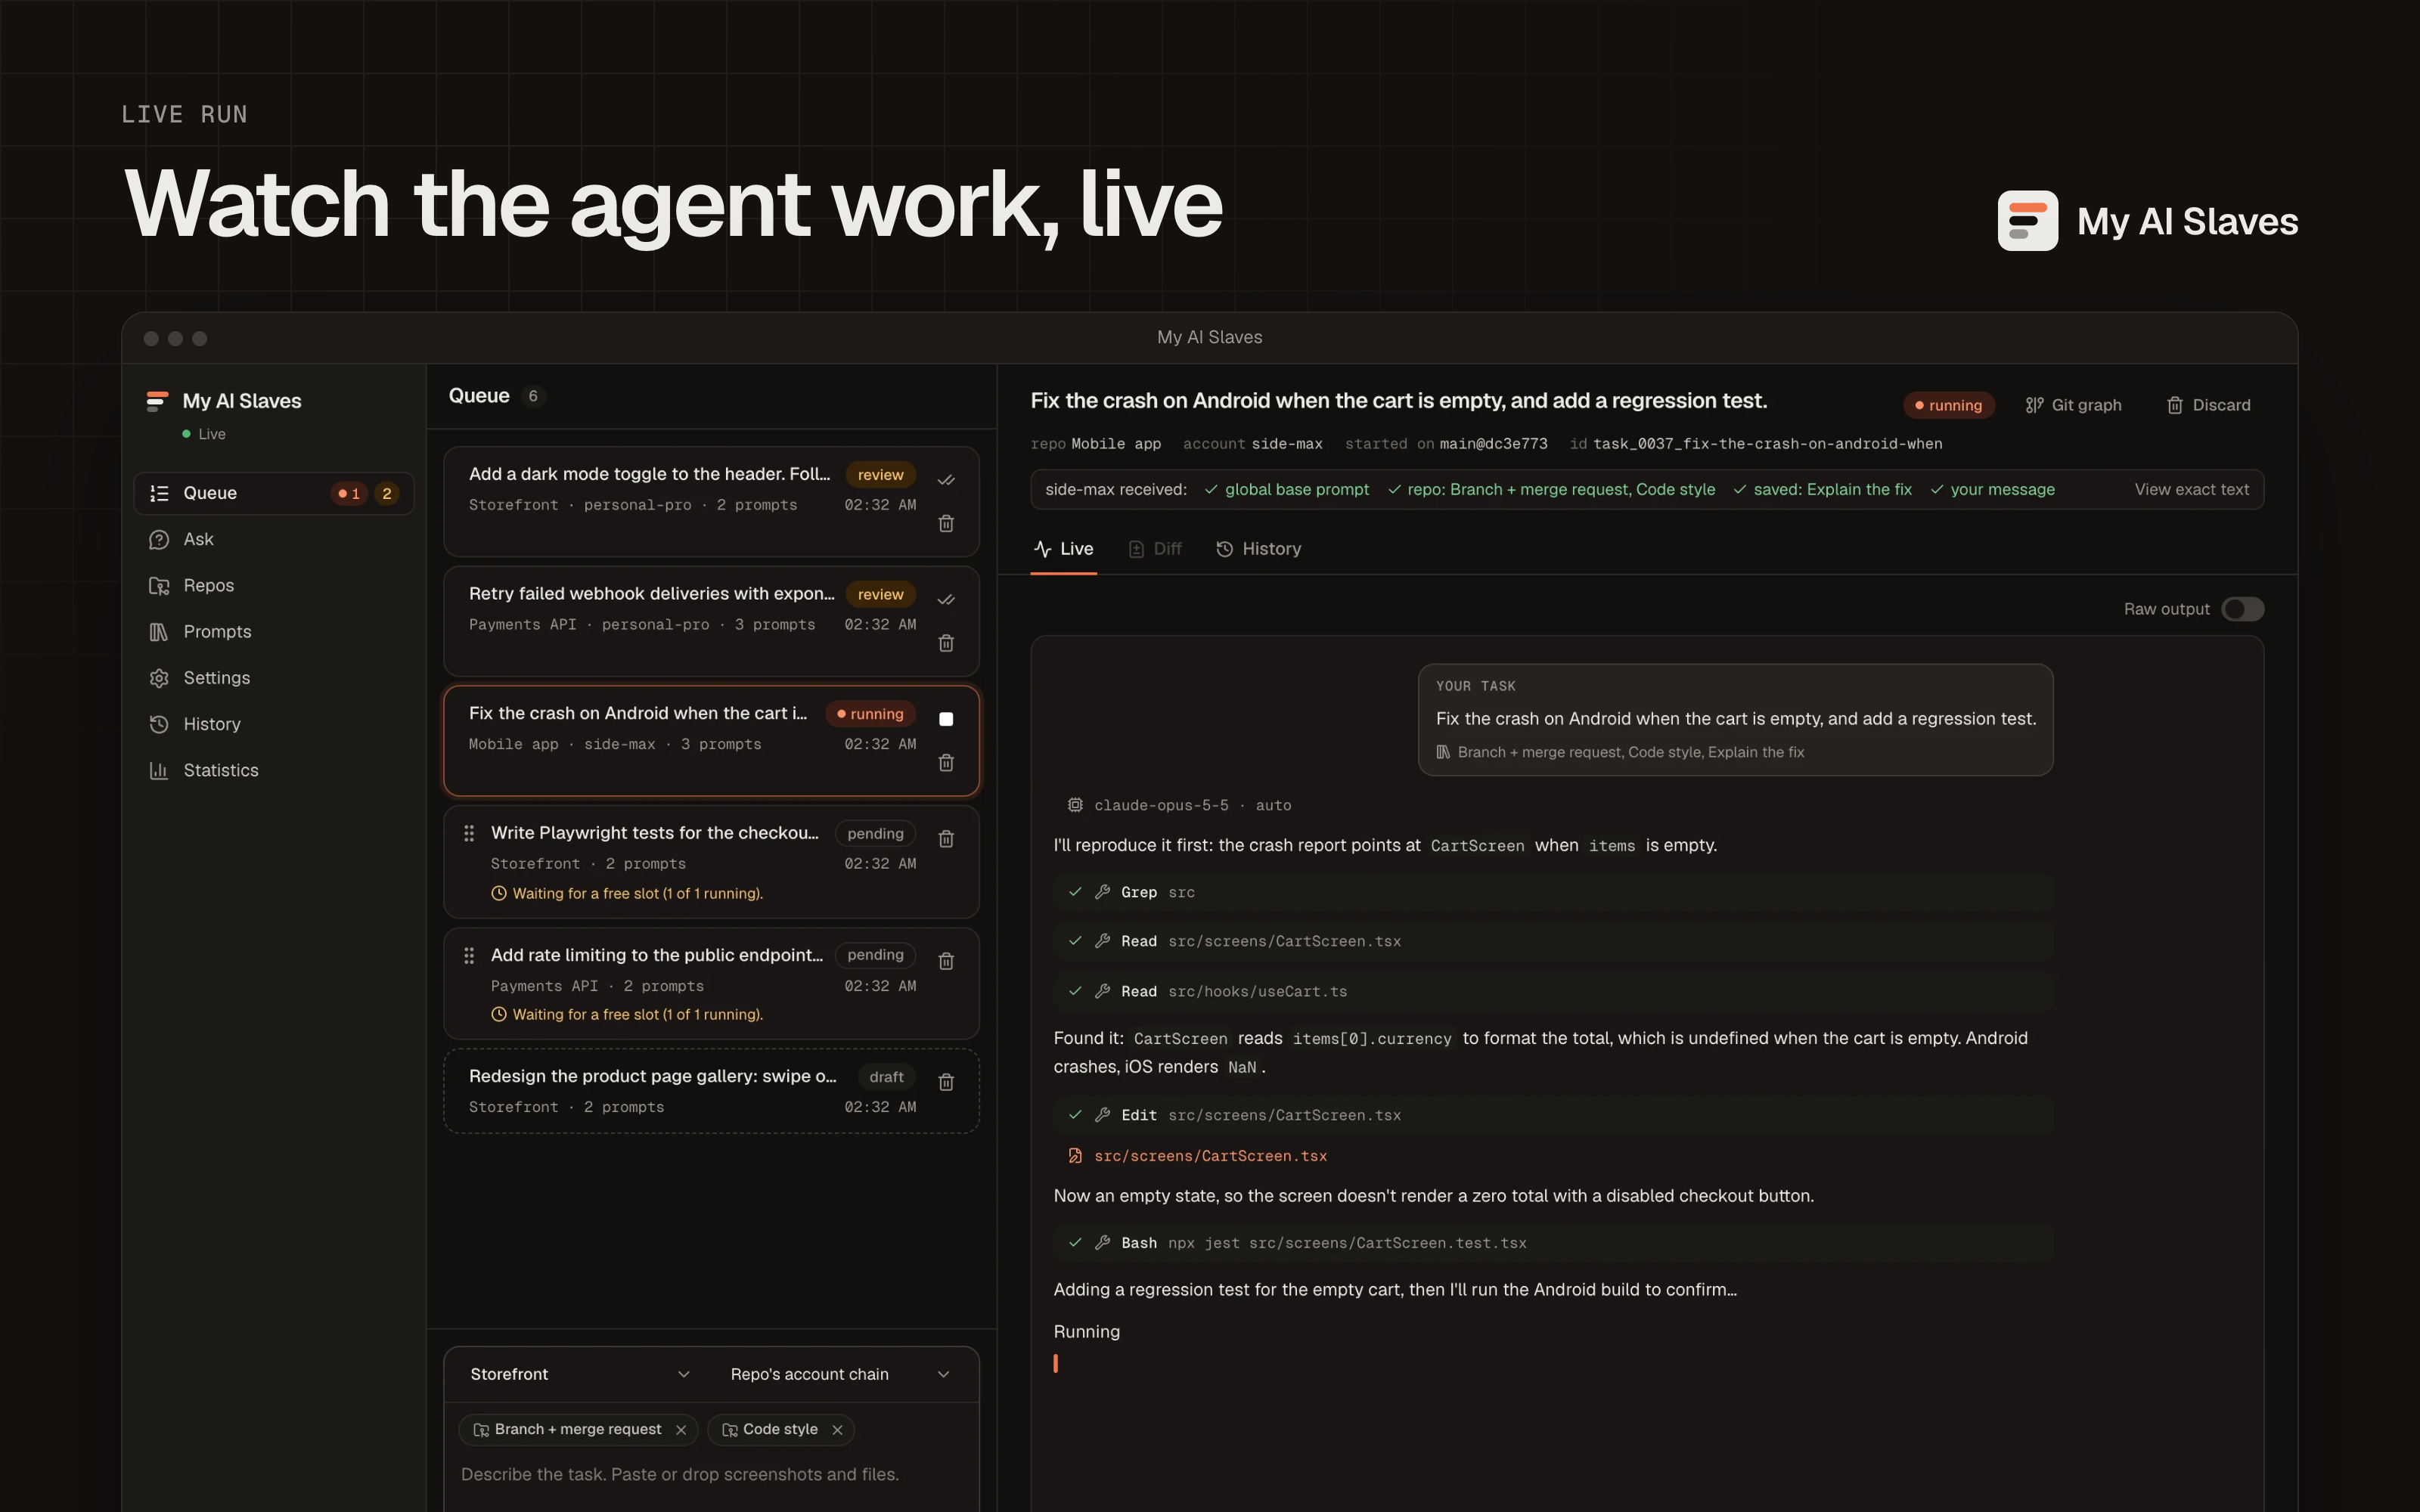 LIVE RUN
Watch the agent work, live
My AI Slaves
My AI Slaves
My AI Slaves
Live
Queue 1 2
Ask
Repos
Prompts
Settings
History
Statistics
Queue 6
Add a dark mode toggle to the header. Foll... review
Storefront · personal-pro · 2 prompts 02:32 AM
Retry failed webhook deliveries with expon... review
Payments API · personal-pro · 3 prompts 02:32 AM
Fix the crash on Android when the cart i... running
Mobile app · side-max · 3 prompts 02:32 AM
Write Playwright tests for the checkou... pending
Storefront · 2 prompts 02:32 AM
Waiting for a free slot (1 of 1 running).
Add rate limiting to the public endpoint... pending
Payments API · 2 prompts 02:32 AM
Waiting for a free slot (1 of 1 running).
Redesign the product page gallery: swipe o... draft
Storefront · 2 prompts 02:32 AM
Storefront Repo's account chain
Branch + merge request Code style
Describe the task. Paste or drop screenshots and files.
Fix the crash on Android when the cart is empty, and add a regression test. running Git graph Discard
repo Mobile app account side-max started on main@dc3e773 id task_0037_fix-the-crash-on-android-when
side-max received: global base prompt repo: Branch + merge request, Code style saved: Explain the fix your message View exact text
Live Diff History
Raw output
YOUR TASK
Fix the crash on Android when the cart is empty, and add a regression test.
Branch + merge request, Code style, Explain the fix
claude-opus-5-5 · auto
I'll reproduce it first: the crash report points at CartScreen when items is empty.
Grep src
Read src/screens/CartScreen.tsx
Read src/hooks/useCart.ts
Found it: CartScreen reads items[0].currency to format the total, which is undefined when the cart is empty. Android
crashes, iOS renders NaN.
Edit src/screens/CartScreen.tsx
src/screens/CartScreen.tsx
Now an empty state, so the screen doesn't render a zero total with a disabled checkout button.
Bash npx jest src/screens/CartScreen.test.tsx
Adding a regression test for the empty cart, then I'll run the Android build to confirm...
Running